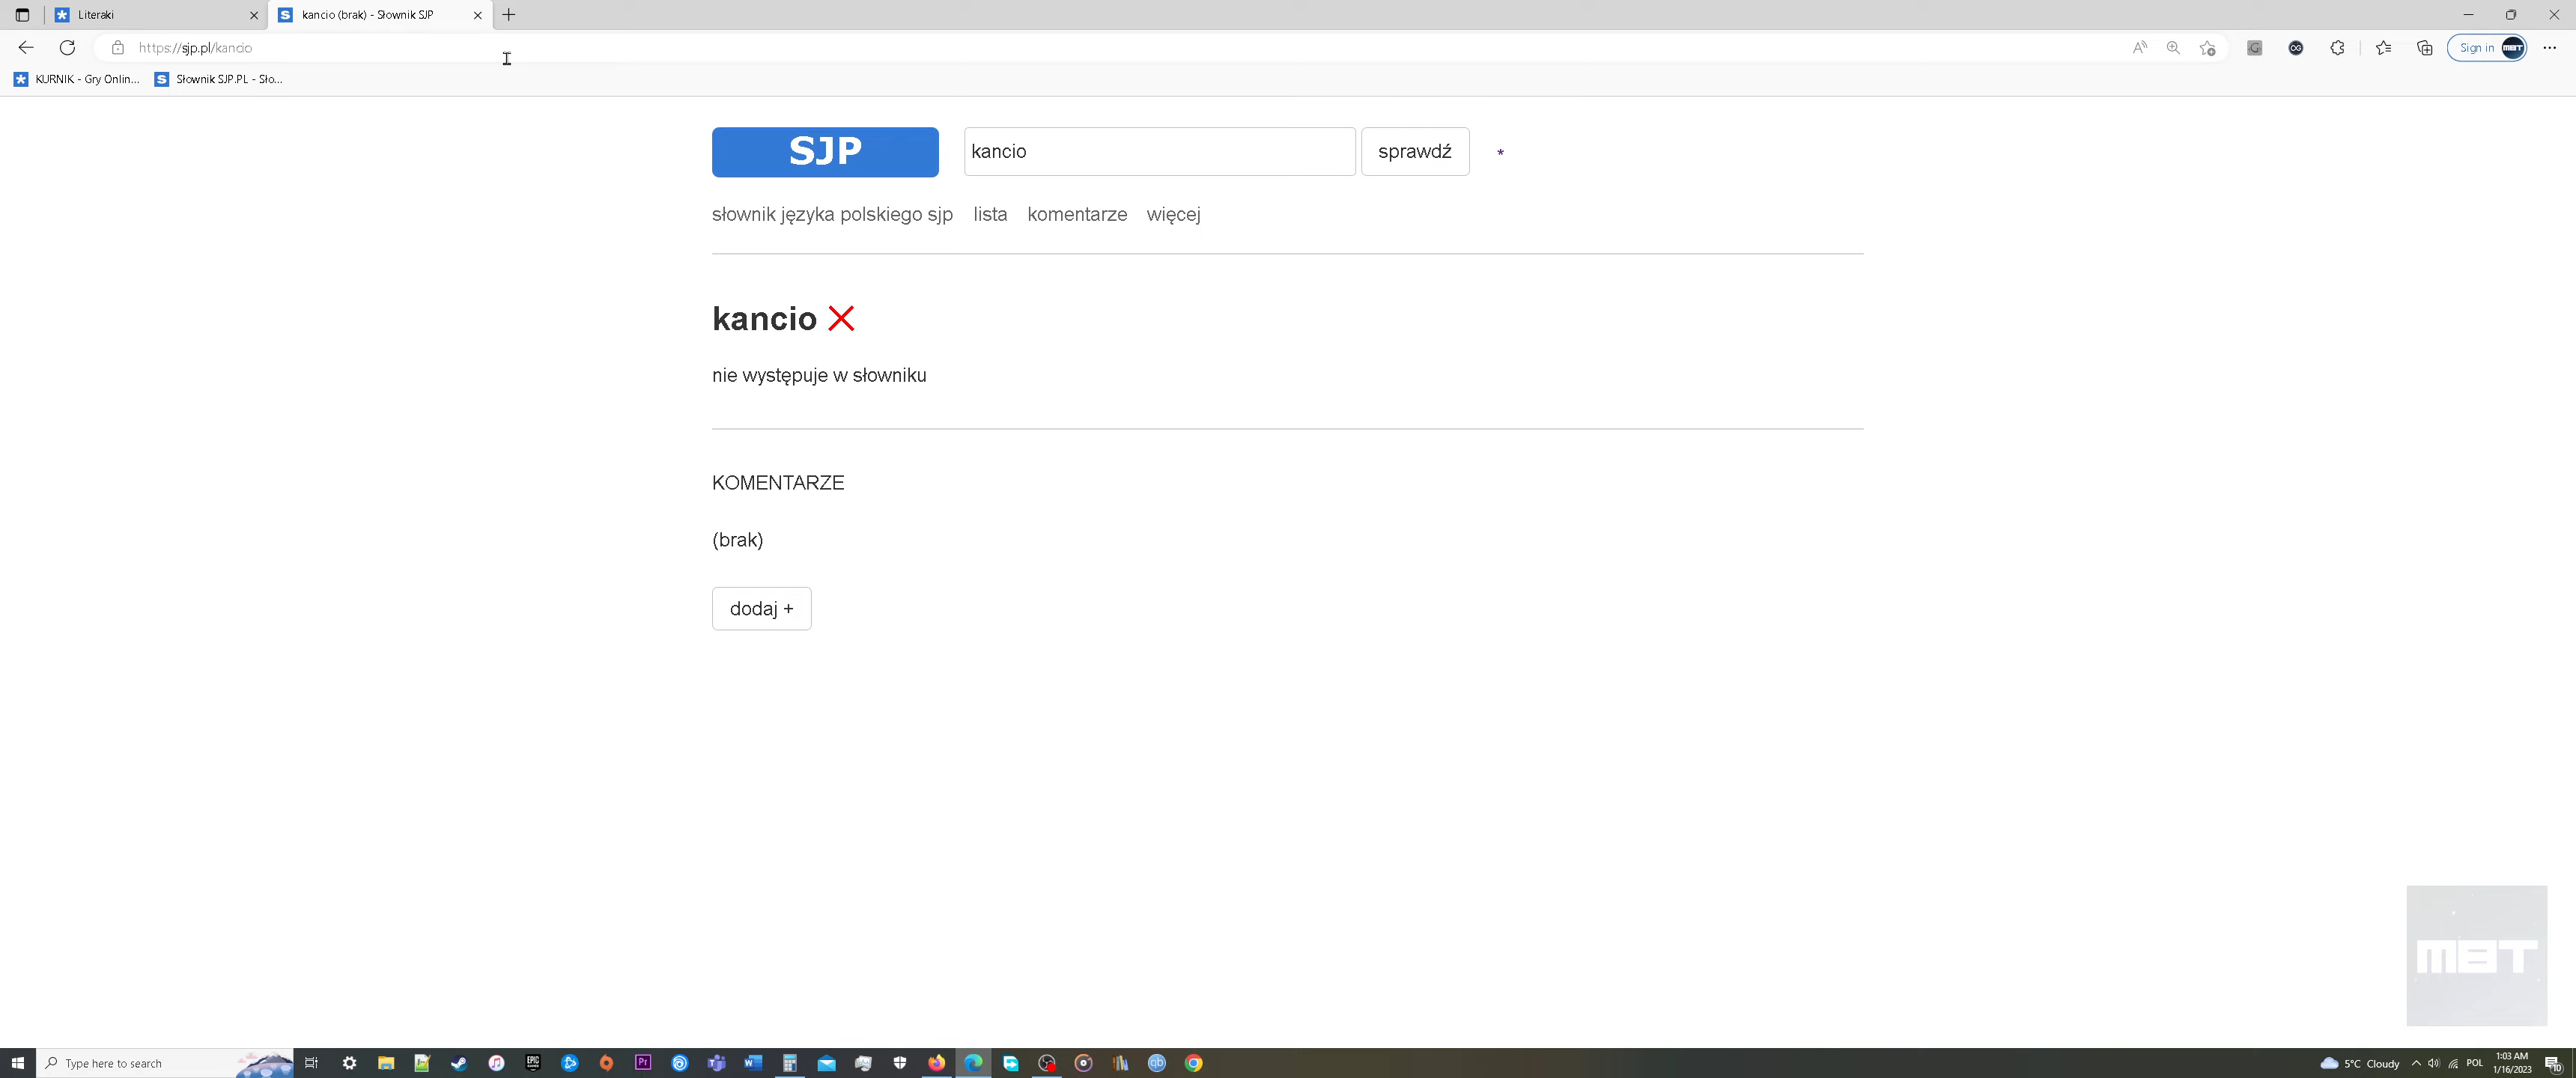 Literaki
kancio (brak) - Słownik SJP
https://sjp.pl/kancio
Sign in
KURNIK - Gry Onlin...
Słownik SJP.PL - Sło...
SJP
kancio
sprawdź
*
słownik języka polskiego sjp
lista
komentarze
więcej
kancio
nie występuje w słowniku
KOMENTARZE
(brak)
dodaj +
MBT
Type here to search
5°C Cloudy
POL
1:03 AM
1/16/2023